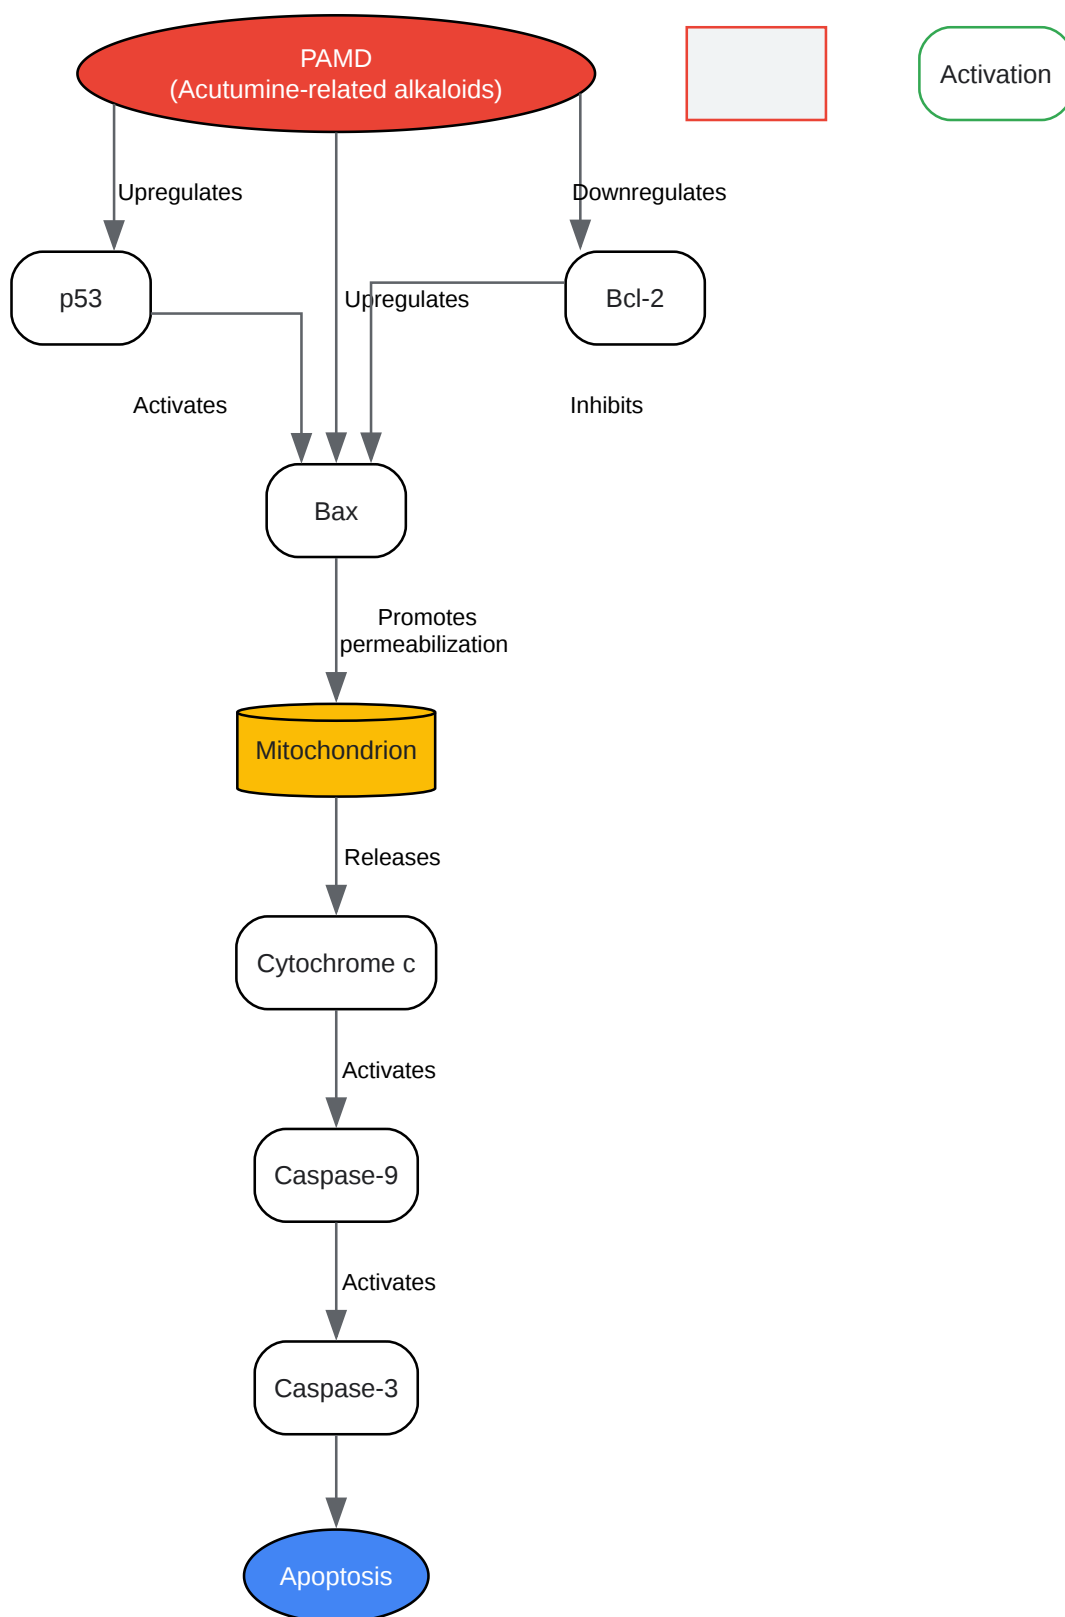 PAMD
(Acutumine-related alkaloids)
Activation
Upregulates
Downregulates
p53
Upregulates
Bcl-2
Activates
Inhibits
Bax
Promotes
permeabilization
Mitochondrion
Releases
Cytochrome c
Activates
Caspase-9
Activates
Caspase-3
Apoptosis